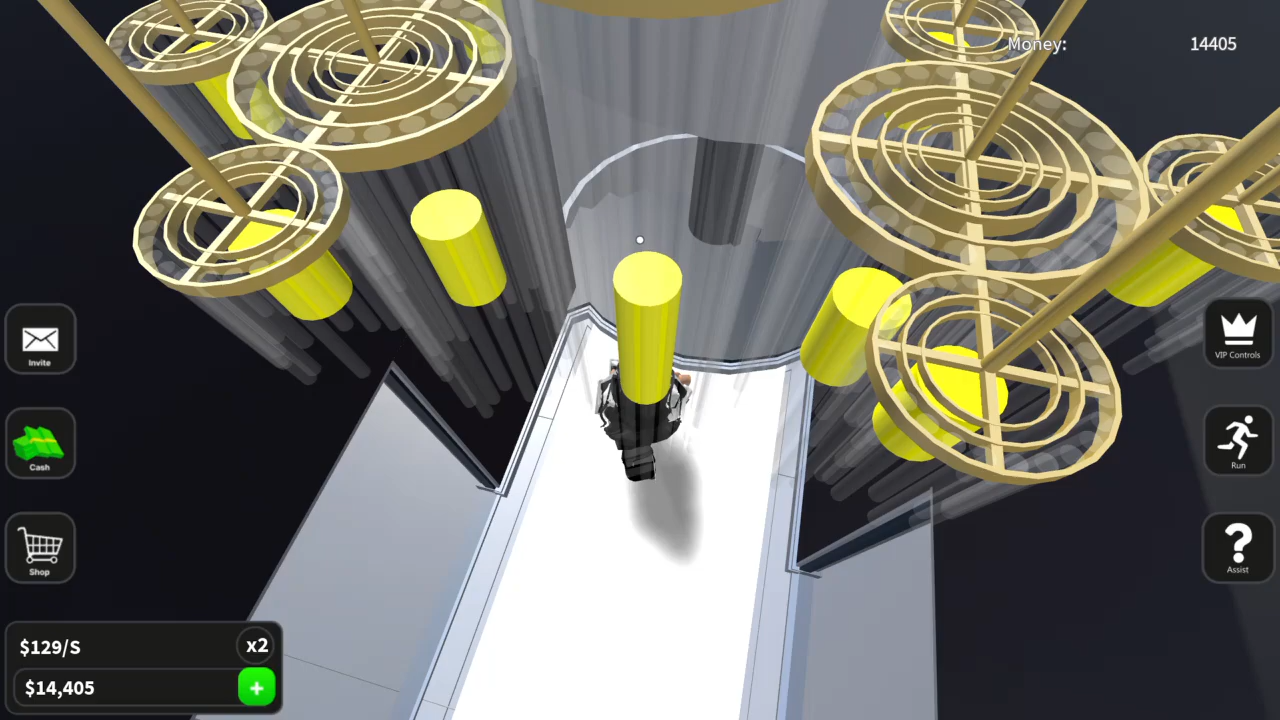 Money: 14405
Invite
VIP Controls
Cash
Run
Shop
? Assist
$129/S x2
$14,405 +